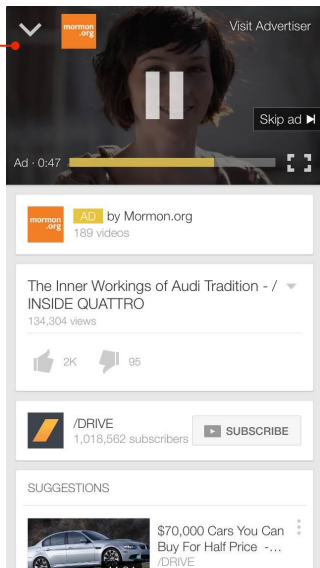 mormon
.org
Visit Advertiser
Skip ad
Ad · 0:47
mormon
.org
AD by Mormon.org
189 videos
The Inner Workings of Audi Tradition - /
INSIDE QUATTRO
134,304 views
2K
95
/DRIVE
1,018,562 subscribers
SUBSCRIBE
SUGGESTIONS
$70,000 Cars You Can
Buy For Half Price -...
/DRIVE